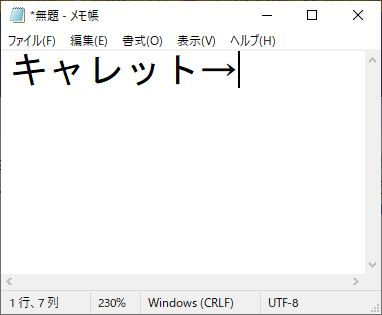 *無題 - メモ帳
ファイル(F) 編集(E) 書式(O) 表示(V) ヘルプ(H)
キャレット→
1 行、7 列 230% Windows (CRLF) UTF-8